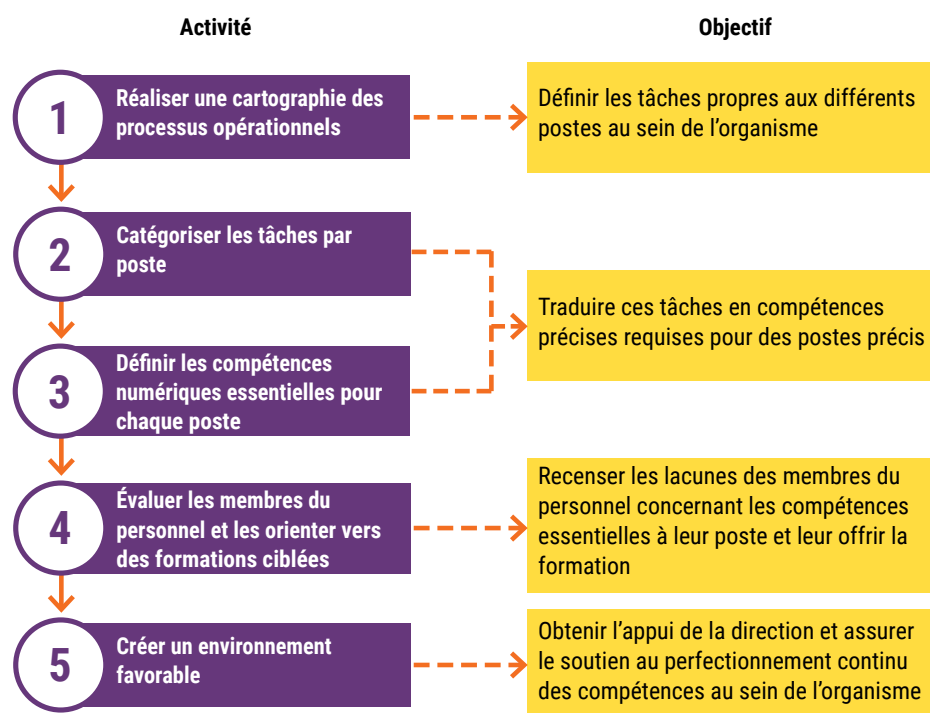 Activité
Objectif
1
Réaliser une cartographie des
processus opérationnels
Définir les tâches propres aux différents
postes au sein de l’organisme
2
Catégoriser les tâches par
poste
Traduire ces tâches en compétences
précises requises pour des postes précis
3
Définir les compétences
numériques essentielles pour
chaque poste
4
Évaluer les membres du
personnel et les orienter vers
des formations ciblées
Recenser les lacunes des membres du
personnel concernant les compétences
essentielles à leur poste et leur offrir la
formation
5
Créer un environnement
favorable
Obtenir l’appui de la direction et assurer
le soutien au perfectionnement continu
des compétences au sein de l’organisme